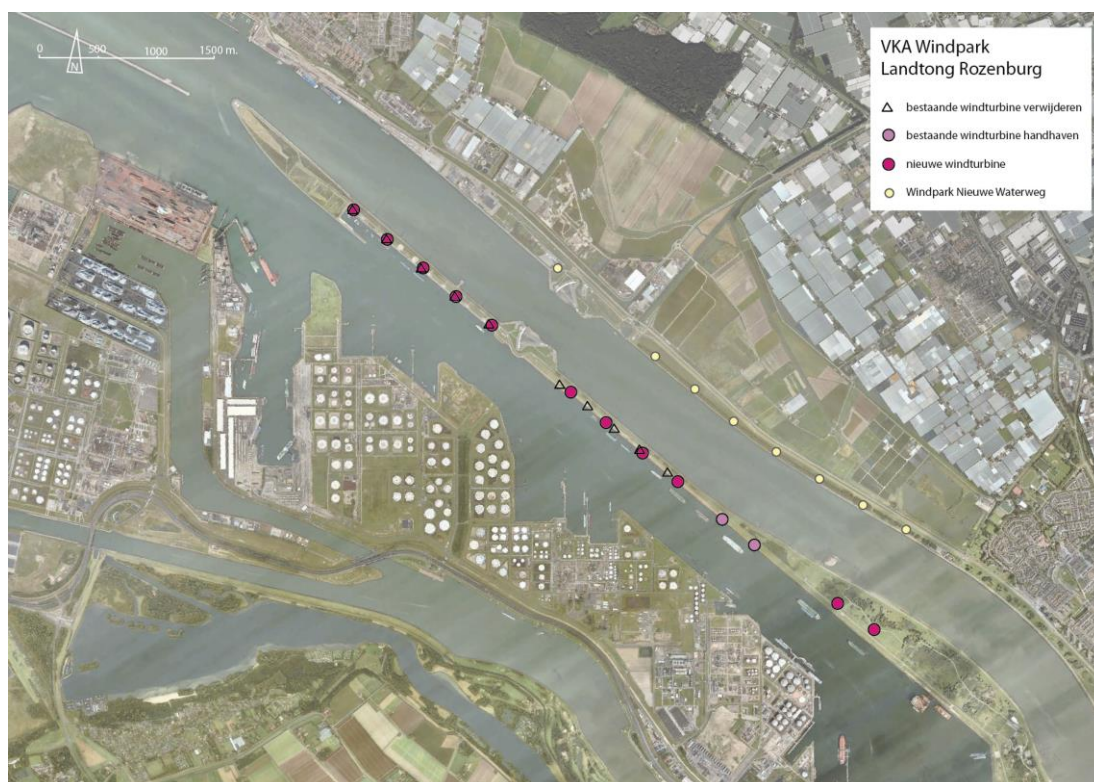 0 500 1000 1500 m.
N
VKA Windpark
Landtong Rozenburg
bestaande windturbine verwijderen
bestaande windturbine handhaven
nieuwe windturbine
Windpark Nieuwe Waterweg